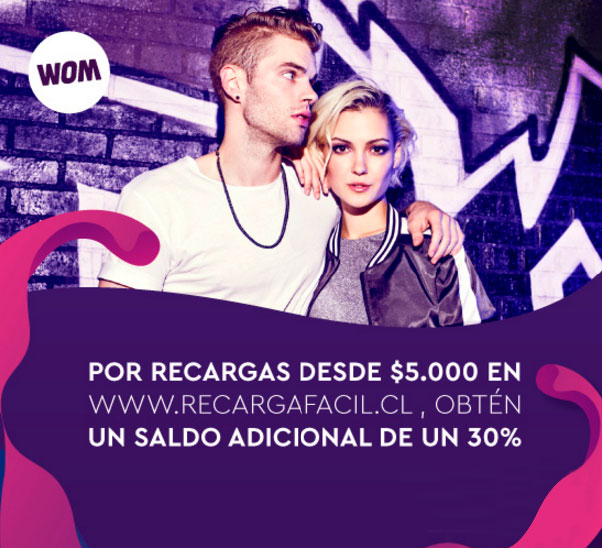 WOM
POR RECARGAS DESDE $5.000 EN
WWW.RECARGAFACIL.CL , OBTÉN
UN SALDO ADICIONAL DE UN 30%